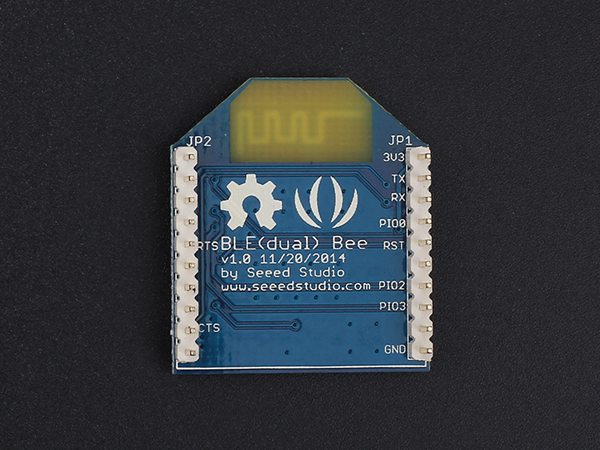 JP2 JP1
3V3
TX
RX
PIO0
RTS BLE(dual) Bee RST
v1.0 11/20/2014
by Seeed Studio
www.seeedstudio.com PIO2
PIO3
CTS
GND